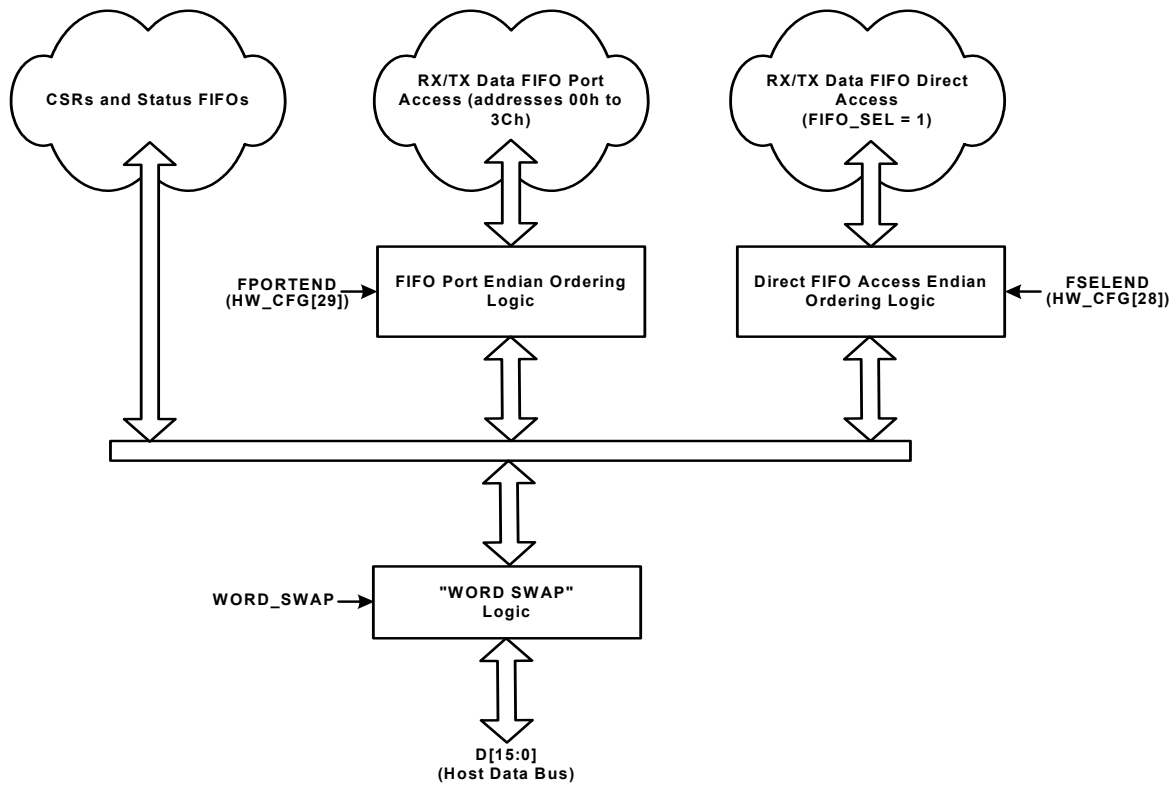 CSRs and Status FIFOs
RX/TX Data FIFO Port
Access (addresses 00h to
3Ch)
RX/TX Data FIFO Direct
Access
(FIFO_SEL = 1)
FPORTEND
(HW_CFG[29])
FIFO Port Endian Ordering
Logic
Direct FIFO Access Endian
Ordering Logic
FSELEND
(HW_CFG[28])
WORD_SWAP
"WORD SWAP"
Logic
D[15:0]
(Host Data Bus)